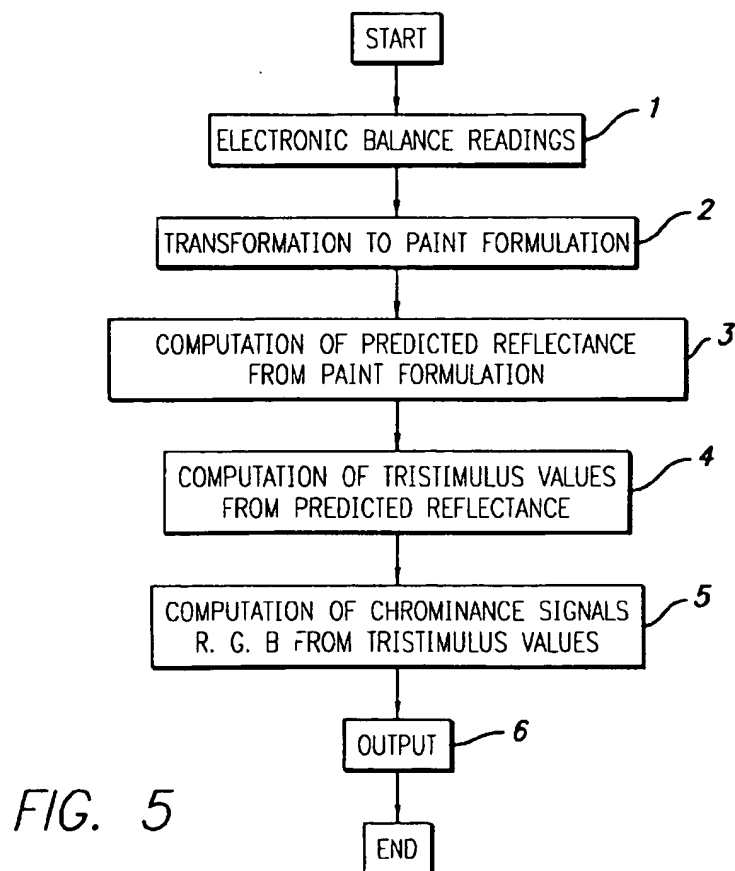 START
1
ELECTRONIC BALANCE READINGS
2
TRANSFORMATION TO PAINT FORMULATION
3
COMPUTATION OF PREDICTED REFLECTANCE
FROM PAINT FORMULATION
4
COMPUTATION OF TRISTIMULUS VALUES
FROM PREDICTED REFLECTANCE
5
COMPUTATION OF CHROMINANCE SIGNALS
R. G. B FROM TRISTIMULUS VALUES
6
OUTPUT
FIG. 5
END